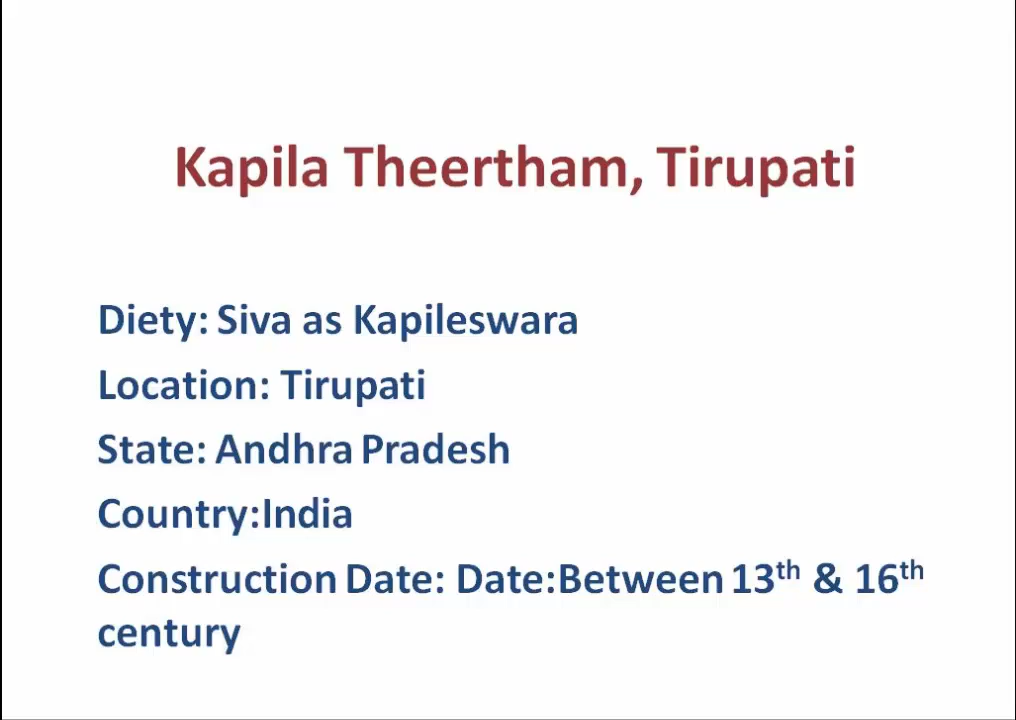 Kapila Theertham, Tirupati
Diety: Siva as Kapileswara
Location: Tirupati
State: Andhra Pradesh
Country:India
Construction Date: Date:Between 13th & 16th
century